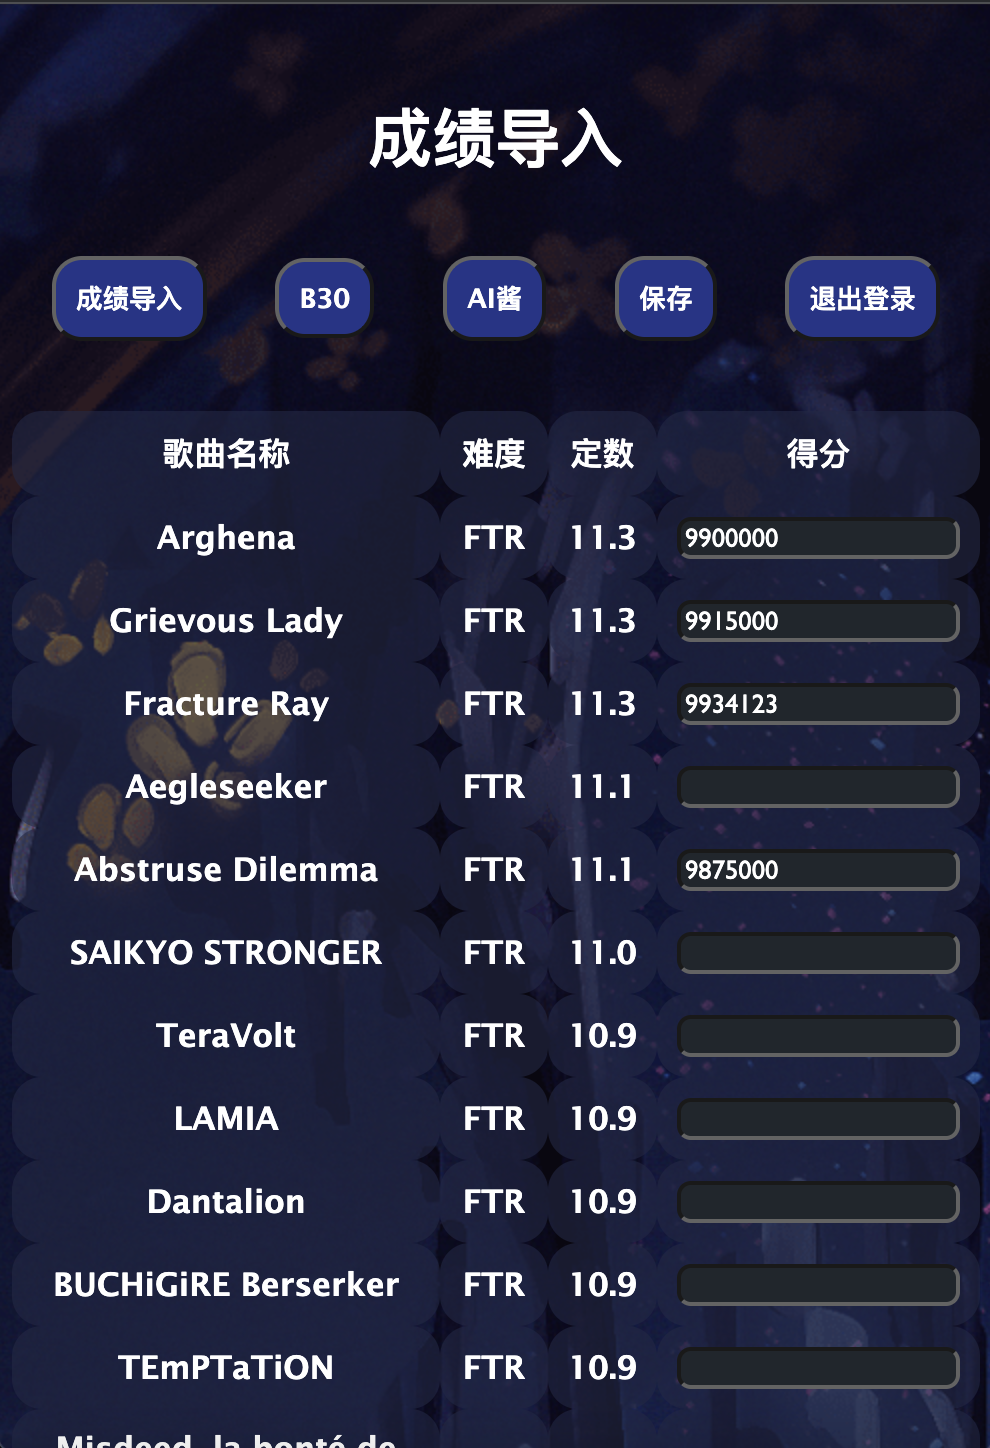 成绩导入
成绩导入 B30 AI酱 保存 退出登录
歌曲名称 难度 定数 得分
Arghena FTR 11.3 9900000
Grievous Lady FTR 11.3 9915000
Fracture Ray FTR 11.3 9934123
Aegleseeker FTR 11.1
Abstruse Dilemma FTR 11.1 9875000
SAIKYO STRONGER FTR 11.0
TeraVolt FTR 10.9
LAMIA FTR 10.9
Dantalion FTR 10.9
BUCHiGiRE Berserker FTR 10.9
TEmPTaTiON FTR 10.9
Misdeed la bonté de